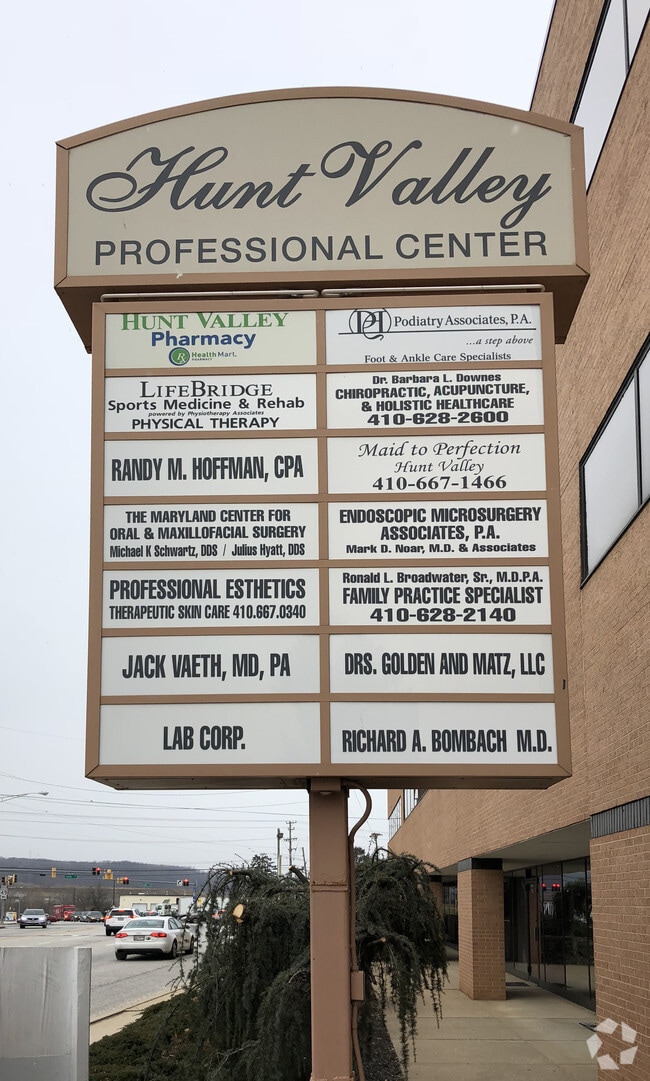 Hunt Valley
PROFESSIONAL CENTER
HUNT VALLEY
Pharmacy
Health Mart.
PHARMACY
PA Podiatry Associates, P.A.
...a step above
Foot & Ankle Care Specialists
LIFEBRIDGE
Sports Medicine & Rehab
powered by Physiotherapy Associates
PHYSICAL THERAPY
Dr. Barbara L. Downes
CHIROPRACTIC, ACUPUNCTURE,
& HOLISTIC HEALTHCARE
410-628-2600
RANDY M. HOFFMAN, CPA
Maid to Perfection
Hunt Valley
410-667-1466
THE MARYLAND CENTER FOR
ORAL & MAXILLOFACIAL SURGERY
Michael K Schwartz, DDS / Julius Hyatt, DDS
ENDOSCOPIC MICROSURGERY
ASSOCIATES, P.A.
Mark D. Noar, M.D. & Associates
PROFESSIONAL ESTHETICS
THERAPEUTIC SKIN CARE 410.667.0340
Ronald L. Broadwater, Sr., M.D.P.A.
FAMILY PRACTICE SPECIALIST
410-628-2140
JACK VAETH, MD, PA
DRS. GOLDEN AND MATZ, LLC
LAB CORP.
RICHARD A. BOMBACH M.D.